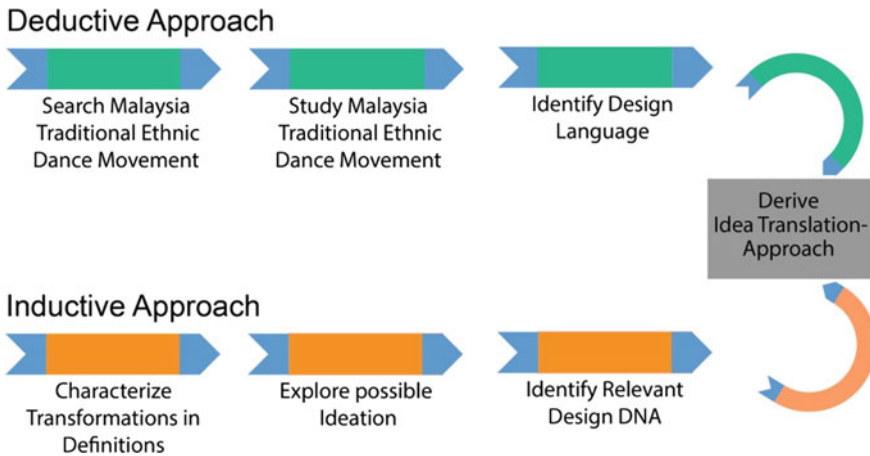 Deductive Approach
Search Malaysia
Traditional Ethnic
Dance Movement
Study Malaysia
Traditional Ethnic
Dance Movement
Identify Design
Language
Derive
Idea Translation-
Approach
Inductive Approach
Characterize
Transformations in
Definitions
Explore possible
Ideation
Identify Relevant
Design DNA